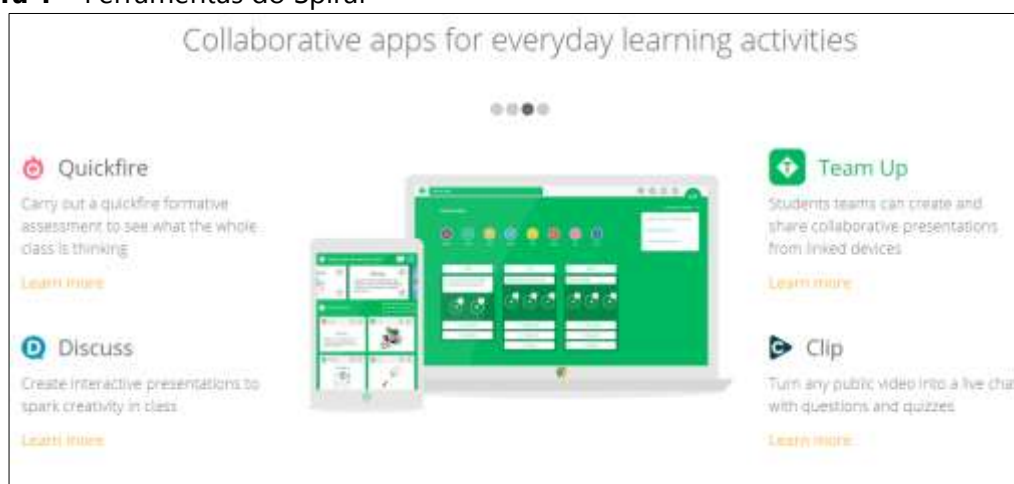 Ferramentas do Spiral
Collaborative apps for everyday learning activities
Quickfire
Carry out a quickfire formative
assessment to see what the whole
class is thinking
Learn more
Discuss
Create interactive presentations to
spark creativity in class
Learn more
Team Up
Students teams can create and
share collaborative presentations
from linked devices
Learn more
Clip
Turn any public video into a live chat
with questions and quizzes
Learn more